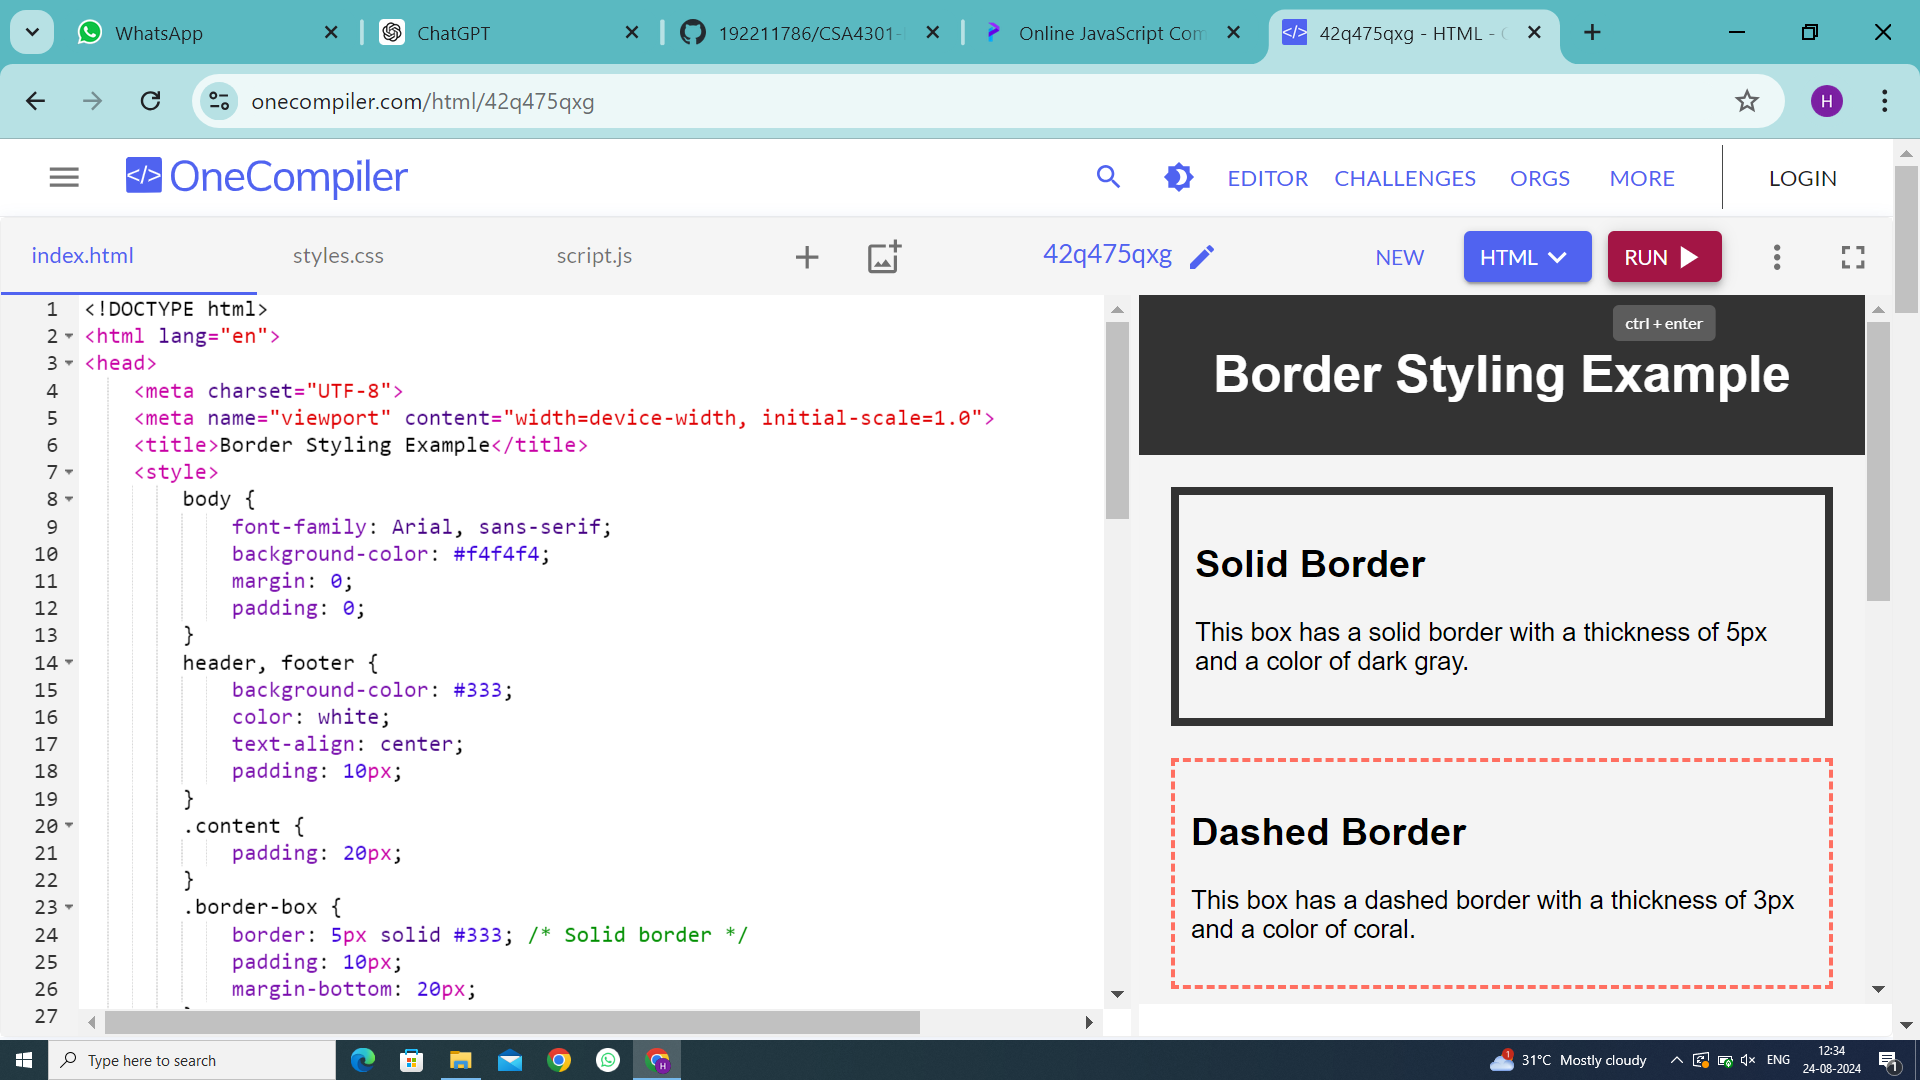 WhatsApp
ChatGPT
192211786/CSA4301-
Online JavaScript Com
42q475qxg - HTML -
onecompiler.com/html/42q475qxg
H
</> OneCompiler
EDITOR
CHALLENGES
ORGS
MORE
LOGIN
index.html
styles.css
script.js
42q475qxg
NEW
HTML
RUN
ctrl + enter
1 <!DOCTYPE html>
2 <html lang="en">
3 <head>
4 <meta charset="UTF-8">
5 <meta name="viewport" content="width=device-width, initial-scale=1.0">
6 <title>Border Styling Example</title>
7 <style>
8 body {
9 font-family: Arial, sans-serif;
10 background-color: #f4f4f4;
11 margin: 0;
12 padding: 0;
13 }
14 header, footer {
15 background-color: #333;
16 color: white;
17 text-align: center;
18 padding: 10px;
19 }
20 .content {
21 padding: 20px;
22 }
23 .border-box {
24 border: 5px solid #333; /* Solid border */
25 padding: 10px;
26 margin-bottom: 20px;
27
Border Styling Example
Solid Border
This box has a solid border with a thickness of 5px
and a color of dark gray.
Dashed Border
This box has a dashed border with a thickness of 3px
and a color of coral.
Type here to search
H
1
31°C Mostly cloudy
ENG
12:34
24-08-2024
1